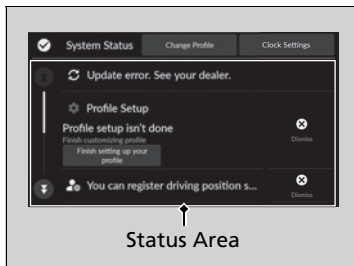 System Status
Change Profile
Clock Settings
Update error. See your dealer.
Profile Setup
Profile setup isn't done
Finish customizing profile
Finish setting up your
profile
Dismiss
You can register driving position s...
Dismiss
Status Area